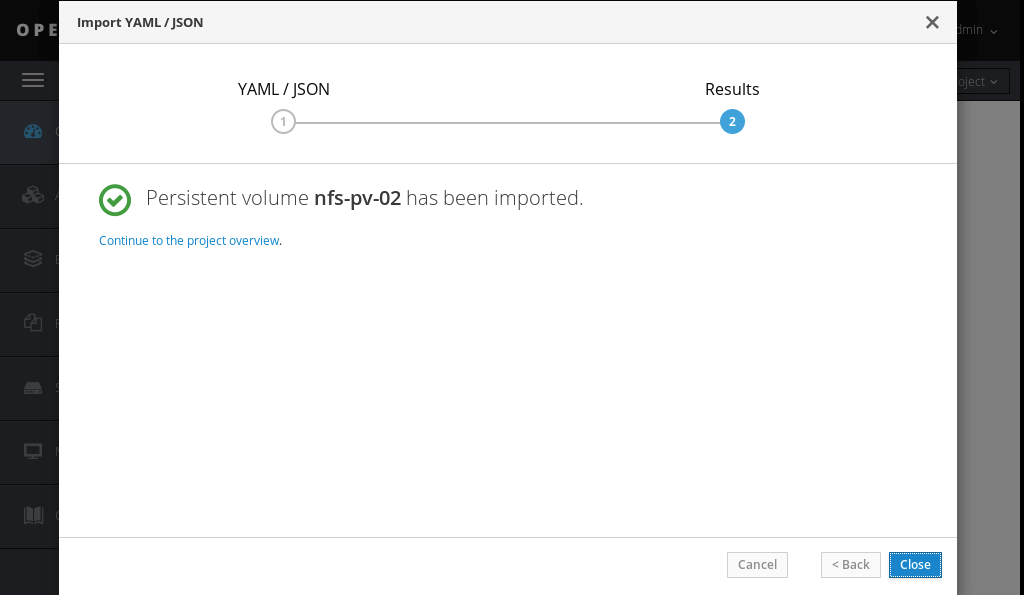 Import YAML / JSON
OPE
dmin
oject
YAML / JSON
Results
1
2
Persistent volume nfs-pv-02 has been imported.
Continue to the project overview.
Cancel
< Back
Close